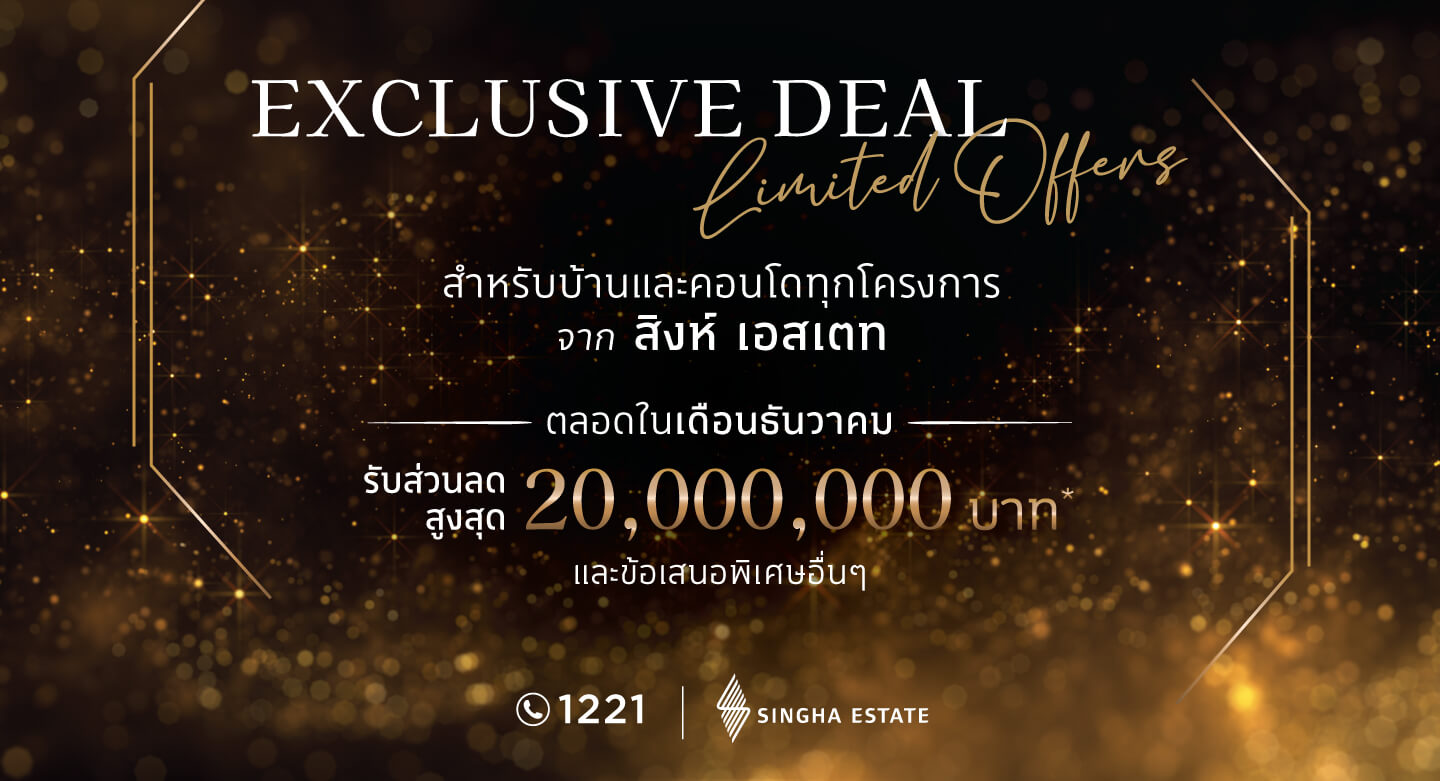 EXCLUSIVE DEAL
Limited Offers
สำหรับบ้านและคอนโดทุกโครงการ
จาก สิงห์ เอสเตท
ตลอดในเดือนธันวาคม
รับส่วนลด
สูงสุด 20,000,000 บาท*
และข้อเสนอพิเศษอื่นๆ
1221 | SINGHA ESTATE